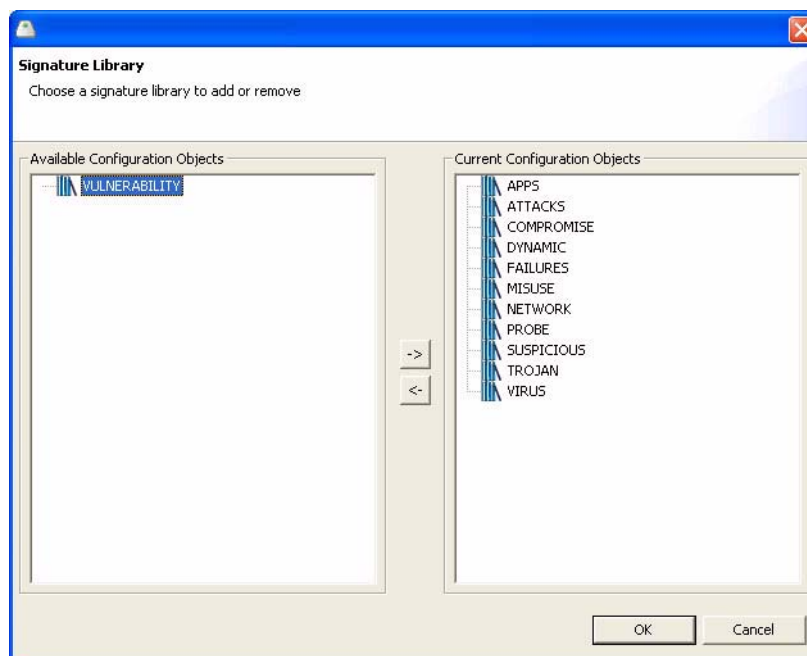 Signature Library
Choose a signature library to add or remove
Available Configuration Objects
VULNERABILITY
->
<-
Current Configuration Objects
APPS
ATTACKS
COMPROMISE
DYNAMIC
FAILURES
MISUSE
NETWORK
PROBE
SUSPICIOUS
TROJAN
VIRUS
OK
Cancel